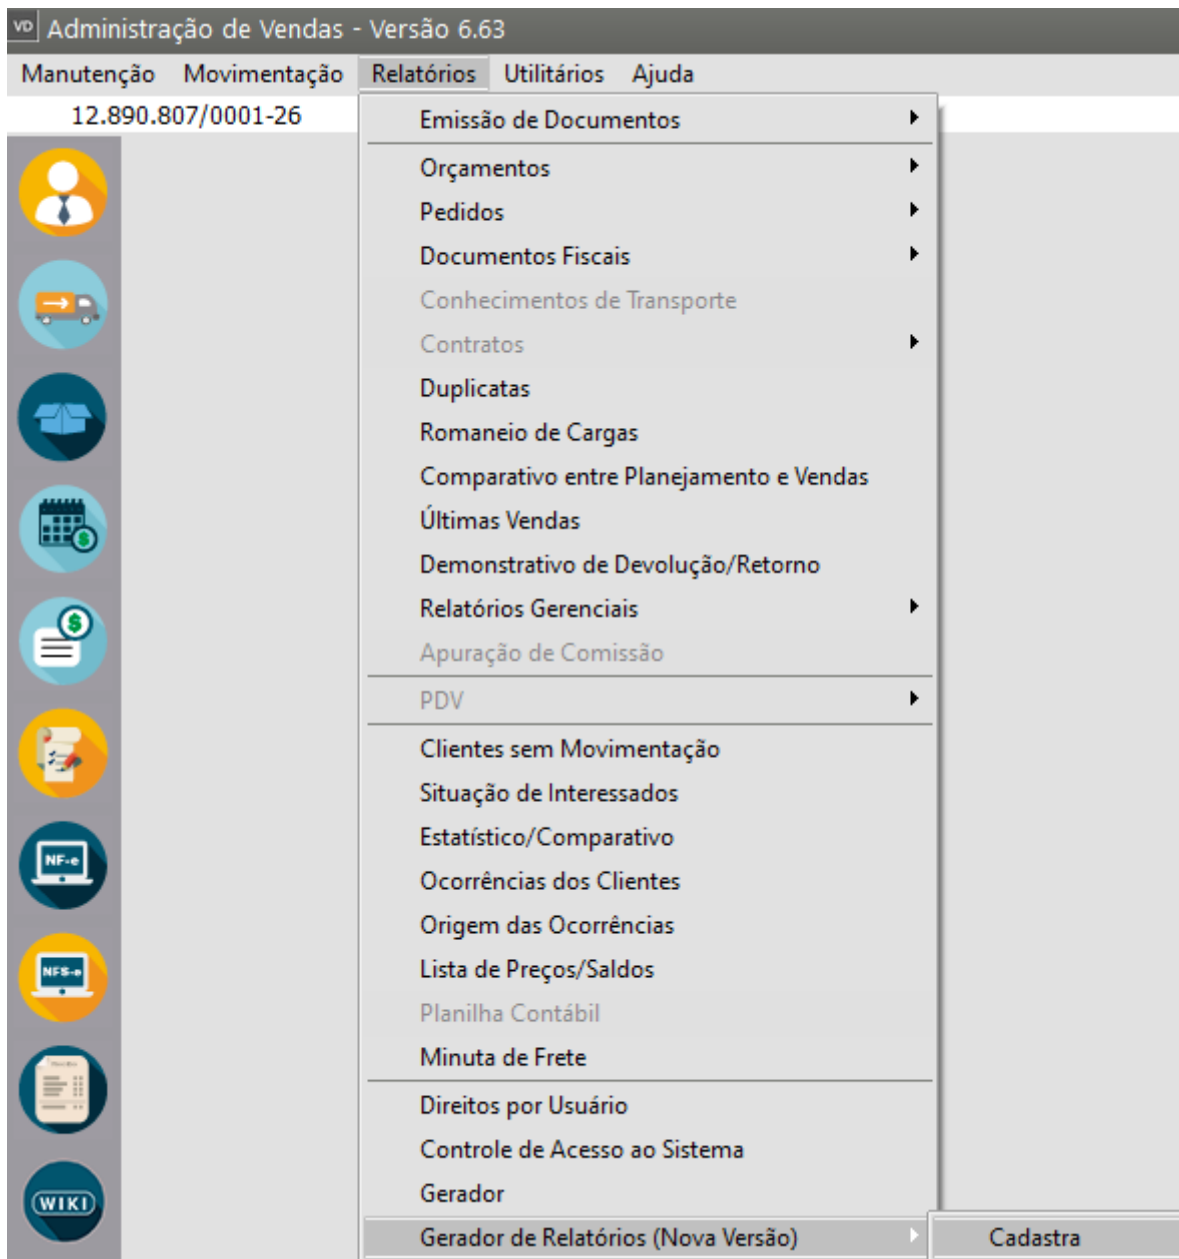 VD Administração de Vendas - Versão 6.63
Manutenção Movimentação Relatórios Utilitários Ajuda
12.890.807/0001-26
Emissão de Documentos
Orçamentos
Pedidos
Documentos Fiscais
Conhecimentos de Transporte
Contratos
Duplicatas
Romaneio de Cargas
Comparativo entre Planejamento e Vendas
Últimas Vendas
Demonstrativo de Devolução/Retorno
Relatórios Gerenciais
Apuração de Comissão
PDV
Clientes sem Movimentação
Situação de Interessados
Estatístico/Comparativo
NF-e
Ocorrências dos Clientes
Origem das Ocorrências
NFS-e
Lista de Preços/Saldos
Planilha Contábil
Minuta de Frete
Direitos por Usuário
Controle de Acesso ao Sistema
WIKI
Gerador
Gerador de Relatórios (Nova Versão) Cadastra